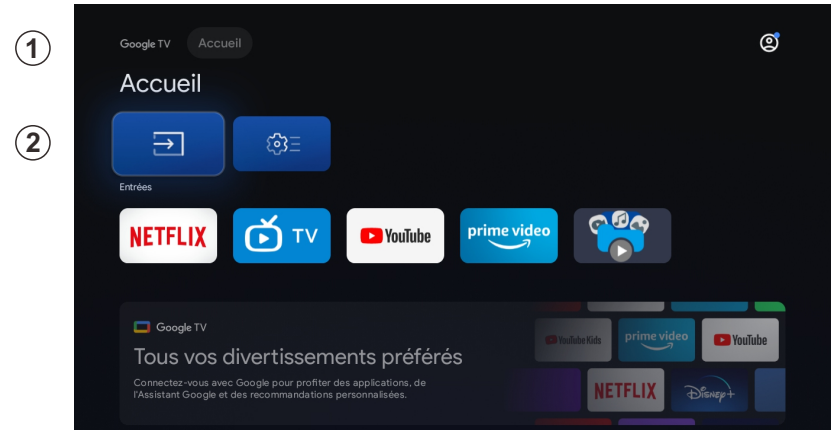 1
Google TV Accueil
Accueil
2
Entrées
NETFLIX TV YouTube prime video
Google TV
Tous vos divertissements préférés
Connectez-vous avec Google pour profiter des applications, de
l'Assistant Google et des recommandations personnalisées.
YouTube Kids prime video YouTube
NETFLIX Disney+